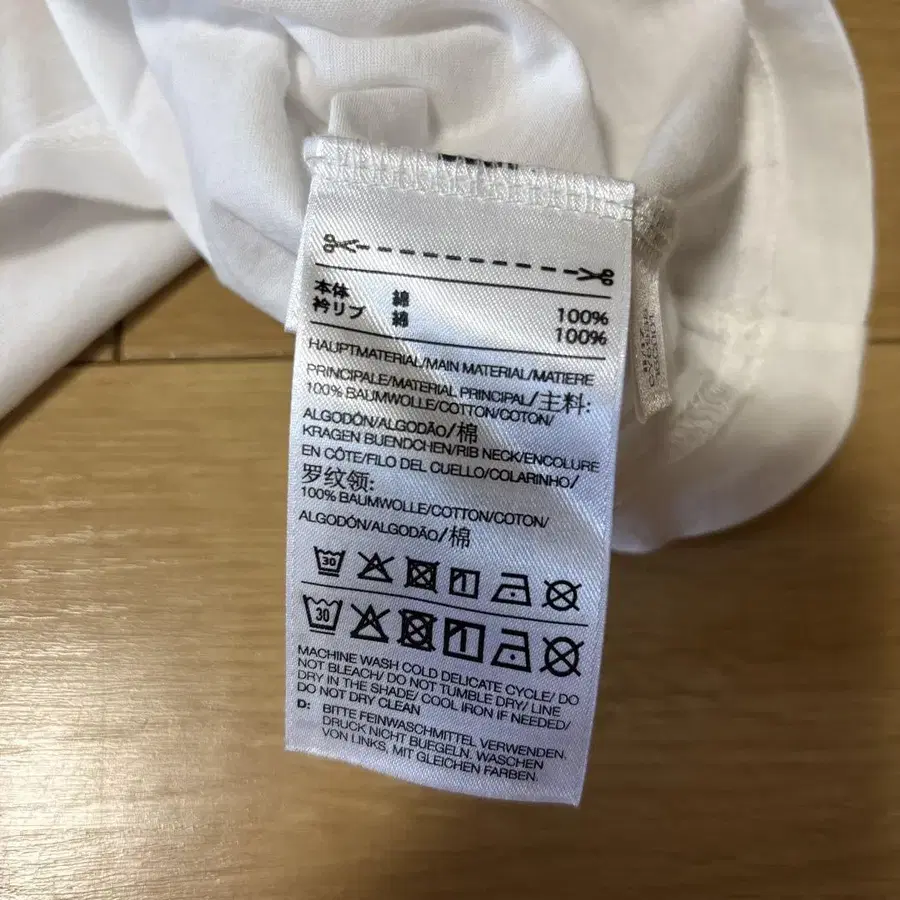 本体 綿 100%
衿リブ 綿 100%
HAUPTMATERIAL/MAIN MATERIAL/MATIERE
PRINCIPALE/MATERIAL PRINCIPAL/主料:
100% BAUMWOLLE/COTTON/COTON/
ALGODÓN/ALGODÃO/棉
KRAGEN BUENDCHEN/RIB NECK/ENCOLURE
EN CÔTE/FILO DEL CUELLO/COLARINHO/
罗纹领:
100% BAUMWOLLE/COTTON/COTON/
ALGODÓN/ALGODÃO/棉
30
30
MACHINE WASH COLD DELICATE CYCLE/ DO
NOT BLEACH/ DO NOT TUMBLE DRY/ LINE
DRY IN THE SHADE/ COOL IRON IF NEEDED/
DO NOT DRY CLEAN
D: BITTE FEINWASCHMITTEL VERWENDEN.
DRUCK NICHT BUEGELN. WASCHEN
VON LINKS, MIT GLEICHEN FARBEN.